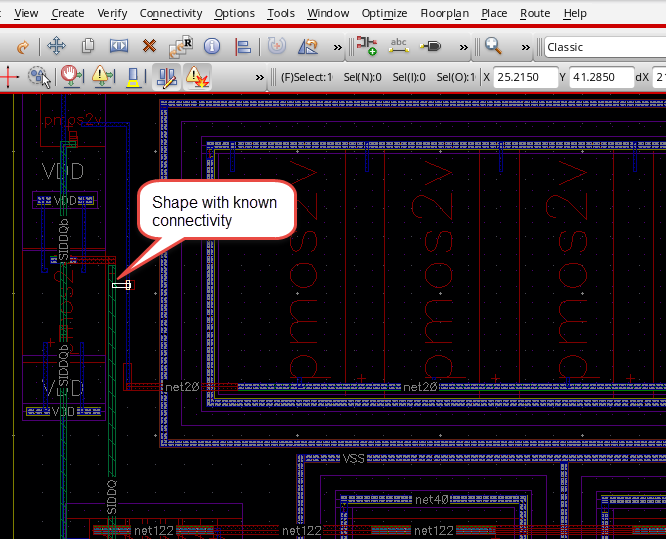 it View Create Verify Connectivity Options Tools Window Optimize Floorplan Place Route Help
» abc » » Classic
» (F)Select:1 Sel(N):0 Sel(I):0 Sel(O):1 X 25.2150 Y 41.2850 dX
pmos2v
VDD
VDD
SIDDQb
Shape with known
connectivity
pmos2v
pmos2v
pmos2v
SIDDQb
VDD
VDD
net20
net20
VSS
SIDDQ
net40
net122
net122
net122